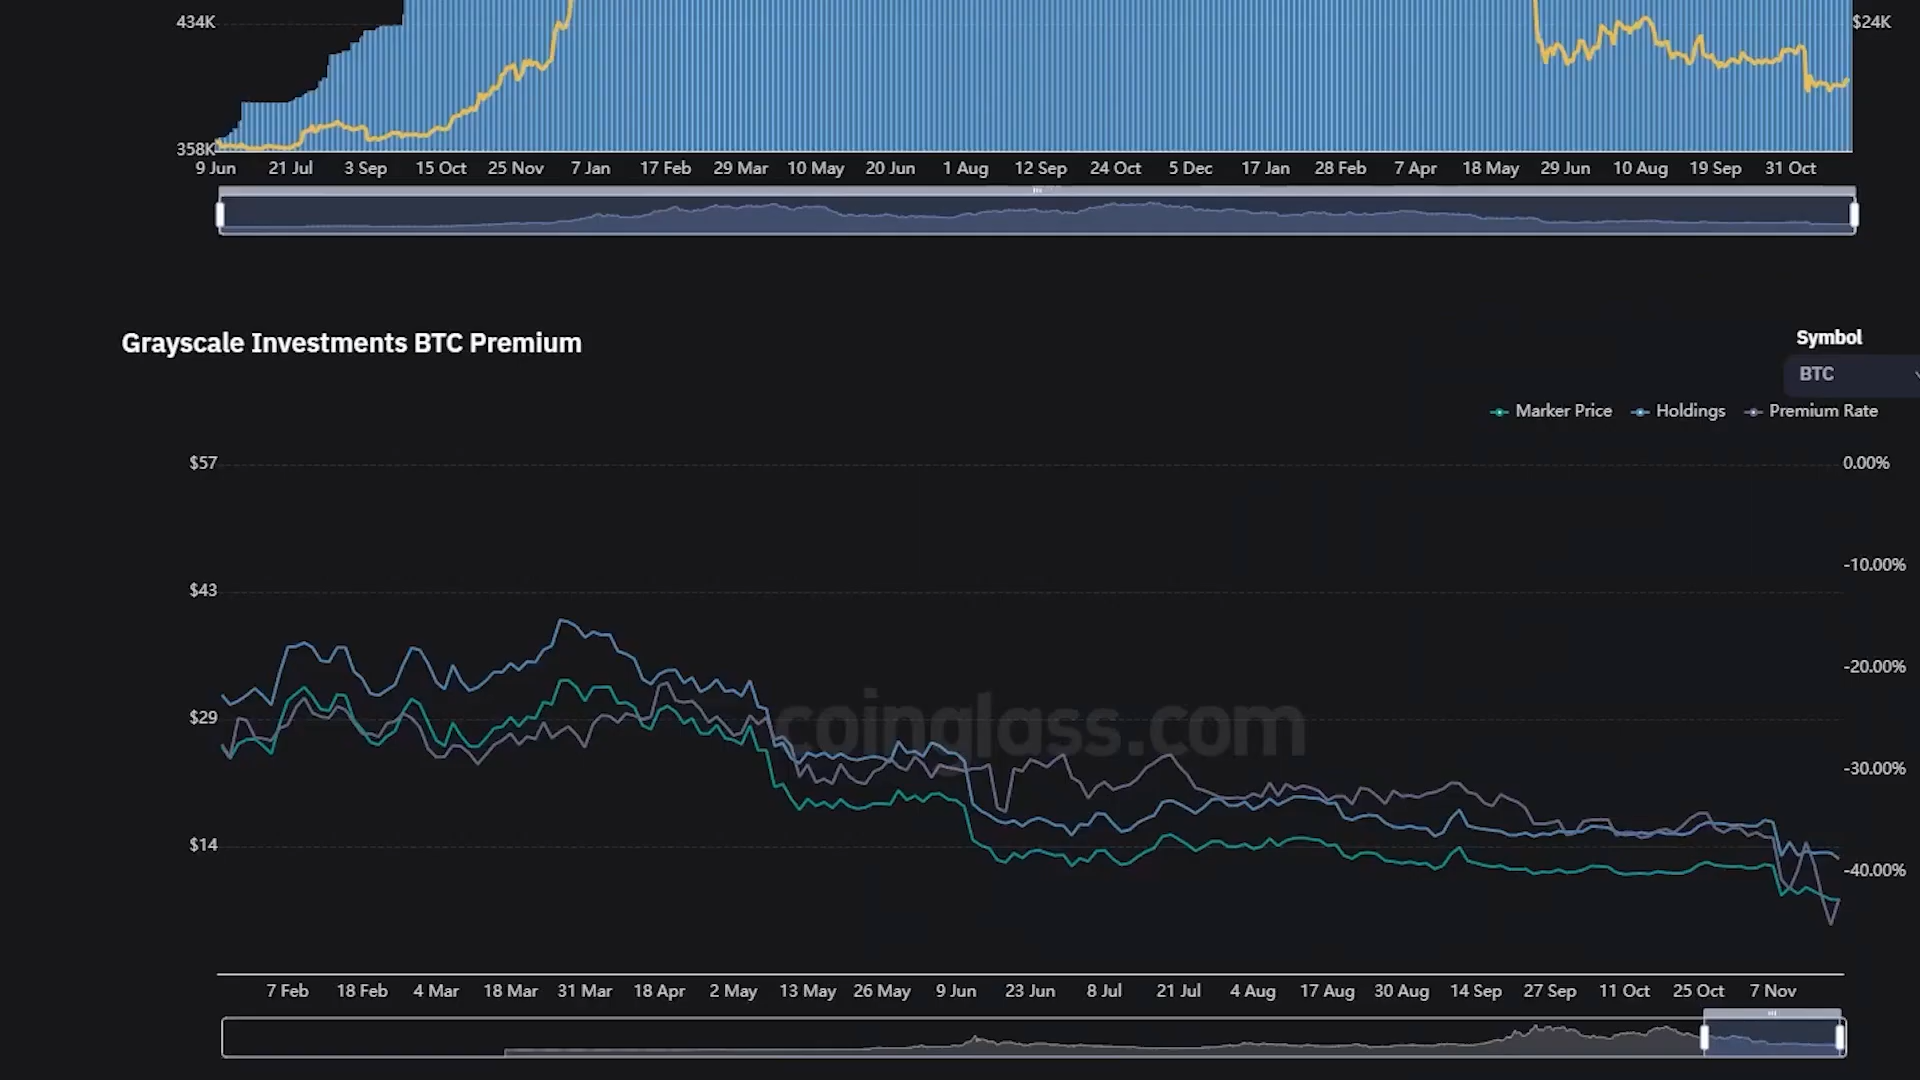 434K $24K
358K
9 Jun 21 Jul 3 Sep 15 Oct 25 Nov 7 Jan 17 Feb 29 Mar 10 May 20 Jun 1 Aug 12 Sep 24 Oct 5 Dec 17 Jan 28 Feb 7 Apr 18 May 29 Jun 10 Aug 19 Sep 31 Oct
Grayscale Investments BTC Premium
Symbol
BTC
Marker Price Holdings Premium Rate
$57 0.00%
-10.00%
$43
-20.00%
$29
coinglass.com
-30.00%
$14
-40.00%
7 Feb 18 Feb 4 Mar 18 Mar 31 Mar 18 Apr 2 May 13 May 26 May 9 Jun 23 Jun 8 Jul 21 Jul 4 Aug 17 Aug 30 Aug 14 Sep 27 Sep 11 Oct 25 Oct 7 Nov